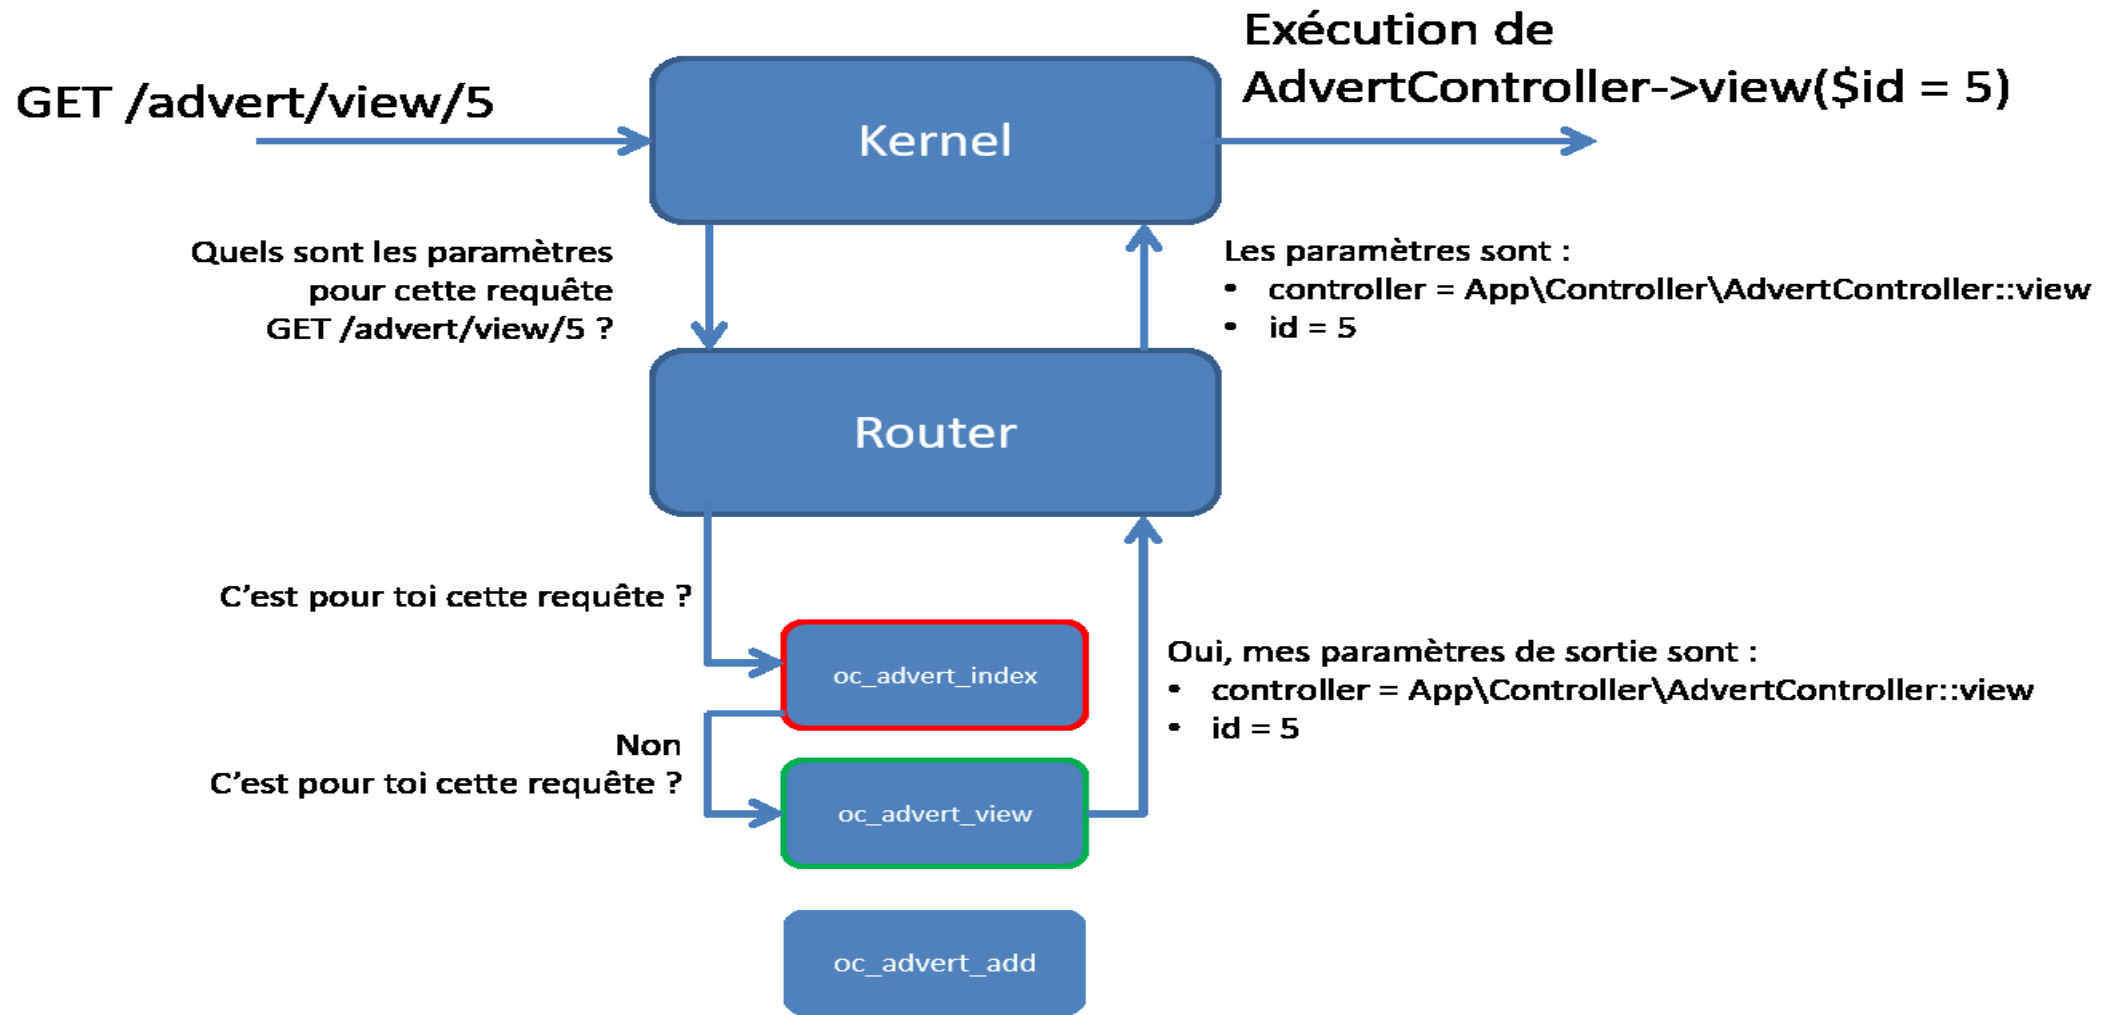 Exécution de
AdvertController->view($id = 5)
GET /advert/view/5
Kernel
Quels sont les paramètres
pour cette requête
GET /advert/view/5 ?
Les paramètres sont :
• controller = App\Controller\AdvertController::view
• id = 5
Router
C’est pour toi cette requête ?
oc_advert_index
Oui, mes paramètres de sortie sont :
• controller = App\Controller\AdvertController::view
• id = 5
Non
C’est pour toi cette requête ?
oc_advert_view
oc_advert_add